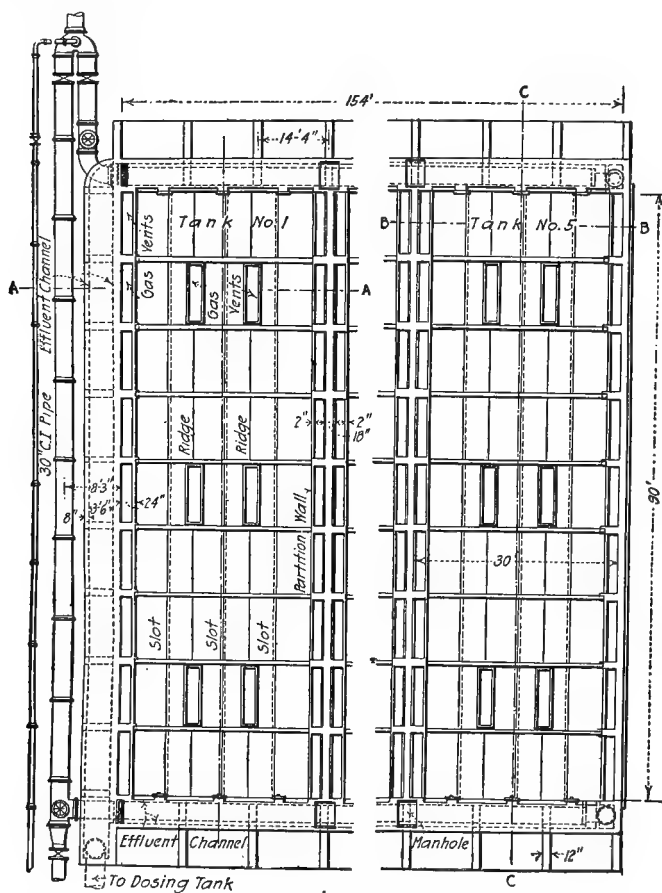 C
154'
14'-4"
Tank No.1
Tank No.5
B
B
Vents
Gas
Gas
Vents
A
A
Effluent Channel
30" C.I Pipe
Ridge
Ridge
2"
2"
18"
8'-3"
3'6"
8"
24"
Partition Wall
30'
90'
Slot
Slot
Slot
Effluent Channel
Manhole
12"
C
To Dosing Tank